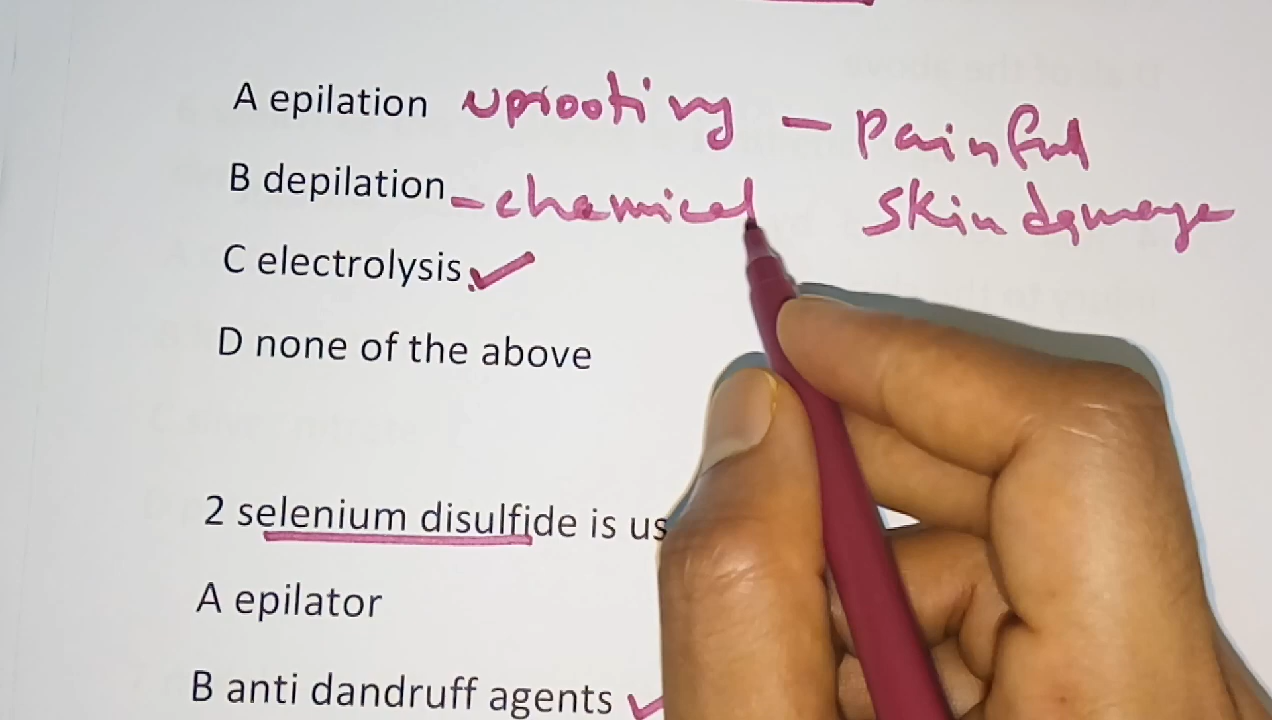 A epilation uprooting - Painful
B depilation - chemical skin damage
C electrolysis. ✓
D none of the above
2 selenium disulfide is us
A epilator
B anti dandruff agents ✓